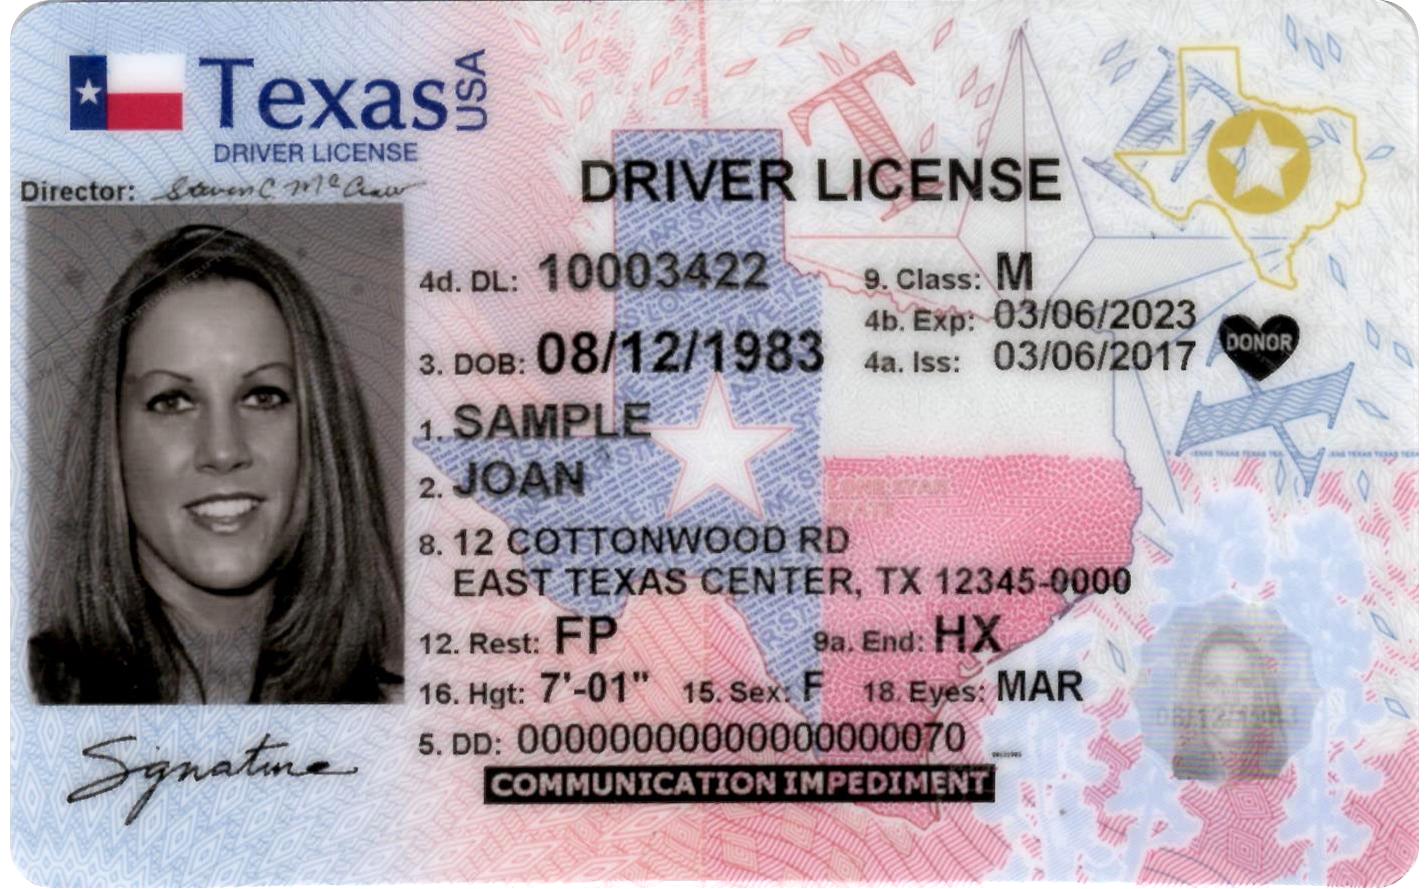 Texas USA
DRIVER LICENSE
Director: Steven C McCraw
DRIVER LICENSE
4d. DL: 10003422 9. Class: M
4b. Exp: 03/06/2023
3. DOB: 08/12/1983 4a. Iss: 03/06/2017 DONOR
1. SAMPLE
2. JOAN
8. 12 COTTONWOOD RD
EAST TEXAS CENTER, TX 12345-0000
12. Rest: FP 9a. End: HX
16. Hgt: 7'-01" 15. Sex: F 18. Eyes: MAR
5. DD: 00000000000000000070
COMMUNICATION IMPEDIMENT
Signature